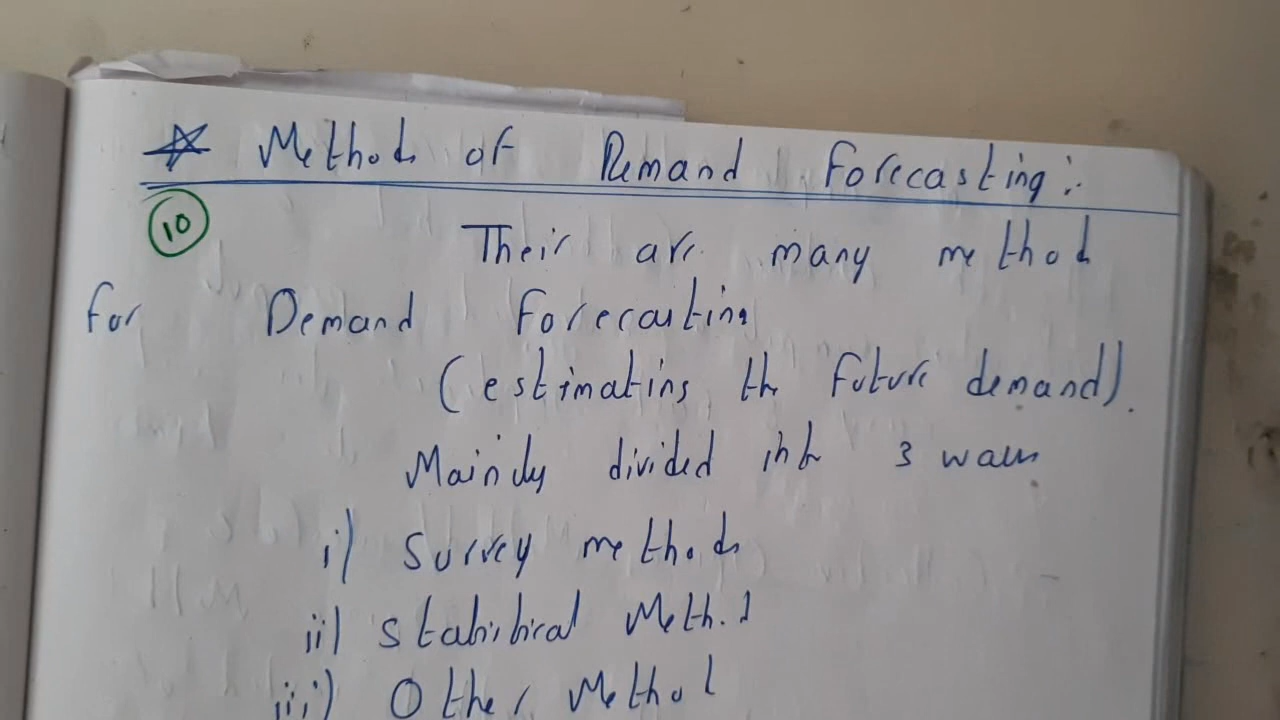 * Methods of Demand Forecasting :-
10
Their are many method
for Demand Forecasting
(estimating the future demand).
Mainly divided into 3 ways
i) Survey methods
ii) Statistical Method
iii) Other Method